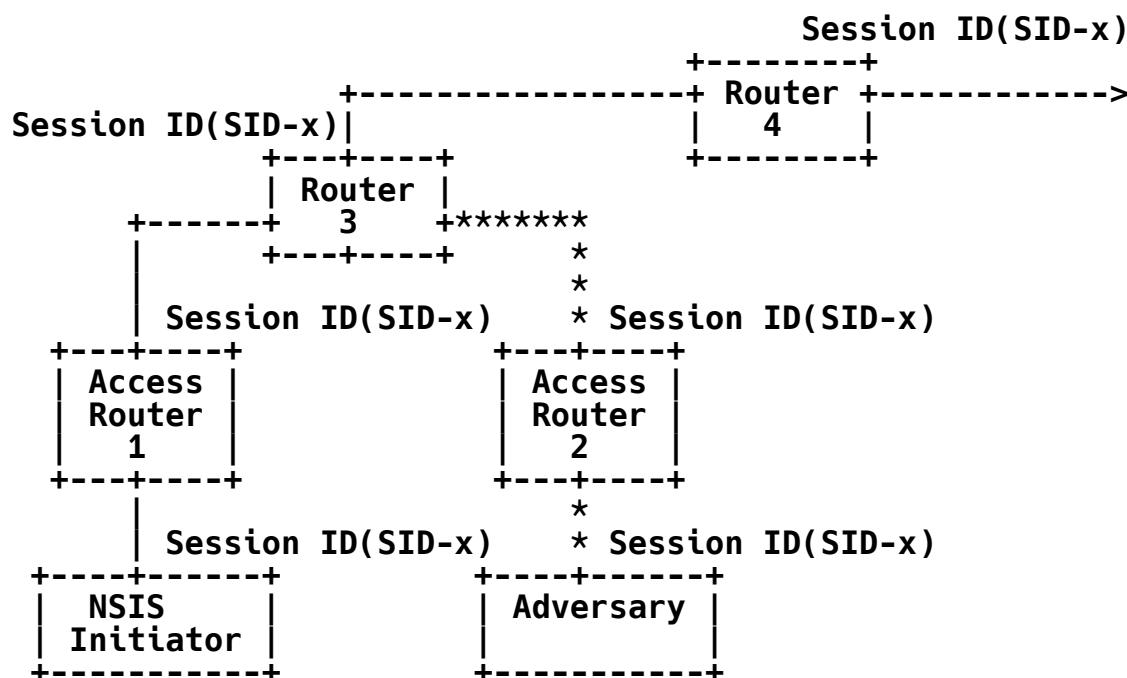 Session ID(SID-x)
+--------+
+-----------------+ Router +------------>
Session ID(SID-x)| | 4 |
+---+----+ +--------+
| Router |
+------+ 3 +*******
| +---+----+ *
| *
| Session ID(SID-x) * Session ID(SID-x)
+---+----+ +---+----+
| Access | | Access |
| Router | | Router |
| 1 | | 2 |
+---+----+ +---+----+
| *
| Session ID(SID-x) * Session ID(SID-x)
+----+------+ +----+------+
| NSIS | | Adversary |
| Initiator | | |
+-----------+ +-----------+